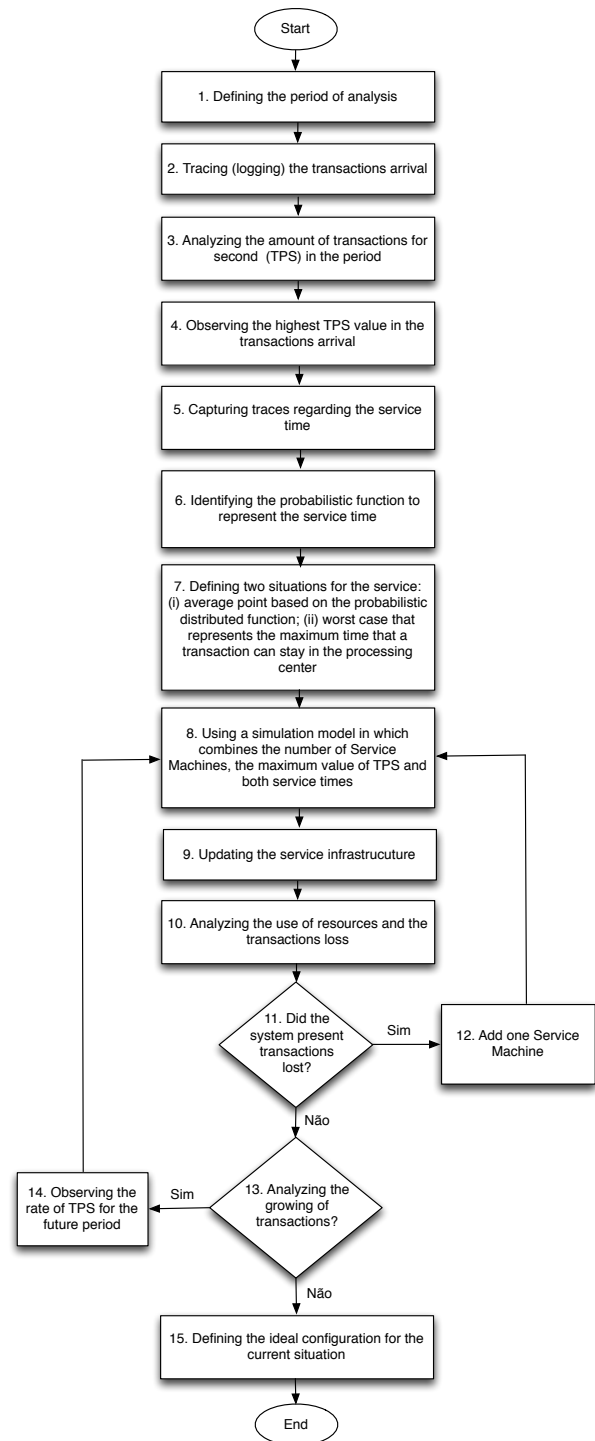 Start
1. Defining the period of analysis
2. Tracing (logging) the transactions arrival
3. Analyzing the amount of transactions for
second (TPS) in the period
4. Observing the highest TPS value in the
transactions arrival
5. Capturing traces regarding the service
time
6. Identifying the probabilistic function to
represent the service time
7. Defining two situations for the service:
(i) average point based on the probabilistic
distributed function; (ii) worst case that
represents the maximum time that a
transaction can stay in the processing
center
8. Using a simulation model in which
combines the number of Service
Machines, the maximum value of TPS and
both service times
9. Updating the service infrastrucuture
10. Analyzing the use of resources and the
transactions loss
11. Did the
system present
transactions
lost?
Sim
12. Add one Service
Machine
Não
13. Analyzing the
growing of
transactions?
Sim
14. Observing the
rate of TPS for the
future period
Não
15. Defining the ideal configuration for the
current situation
End